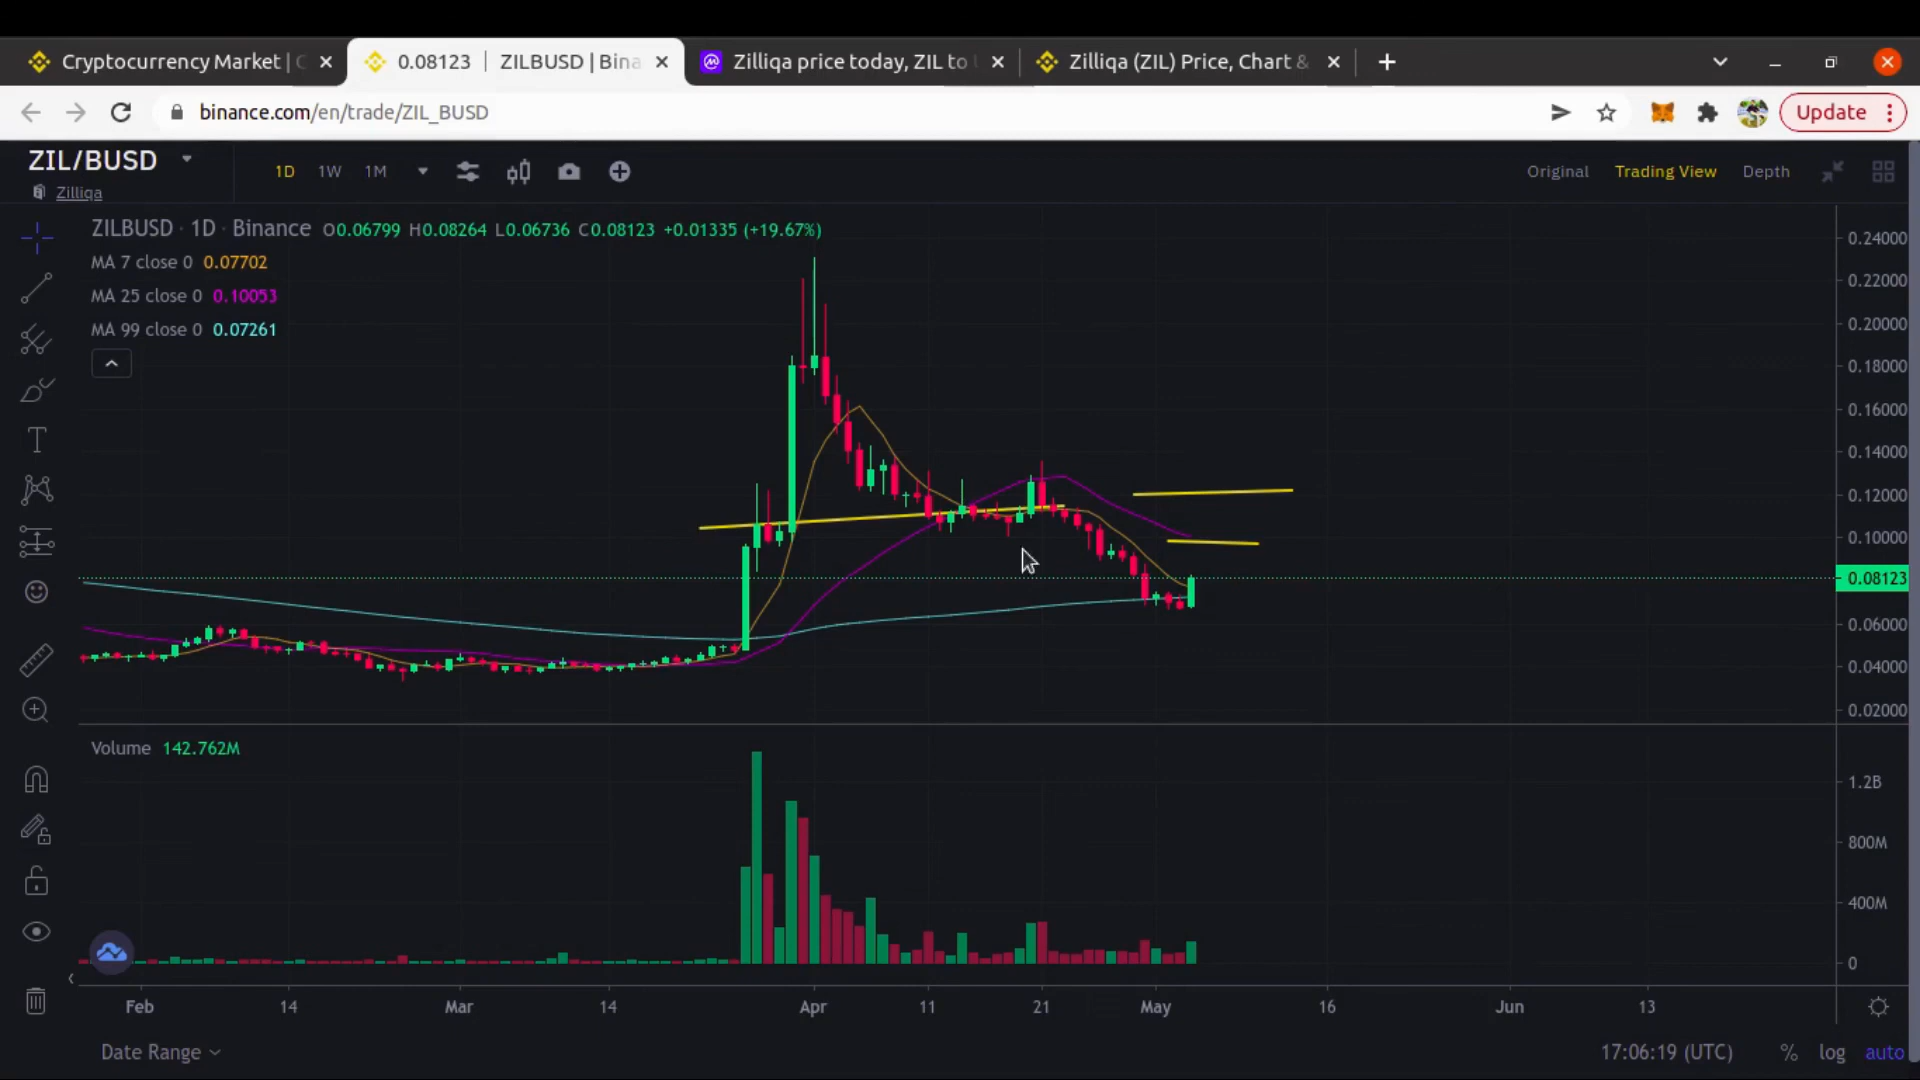 Cryptocurrency Market | C
0.08123 | ZILBUSD | Bina
Zilliqa price today, ZIL to U
Zilliqa (ZIL) Price, Chart &
binance.com/en/trade/ZIL_BUSD
Update
ZIL/BUSD
Zilliqa
1D 1W 1M
Original Trading View Depth
ZILBUSD · 1D · Binance O0.06799 H0.08264 L0.06736 C0.08123 +0.01335 (+19.67%)
MA 7 close 0 0.07702
MA 25 close 0 0.10053
MA 99 close 0 0.07261
0.24000
0.22000
0.20000
0.18000
0.16000
0.14000
0.12000
0.10000
0.08123
0.06000
0.04000
0.02000
Volume 142.762M
1.2B
800M
400M
0
Feb 14 Mar 14 Apr 11 21 May 16 Jun 13
Date Range
17:06:19 (UTC) % log auto